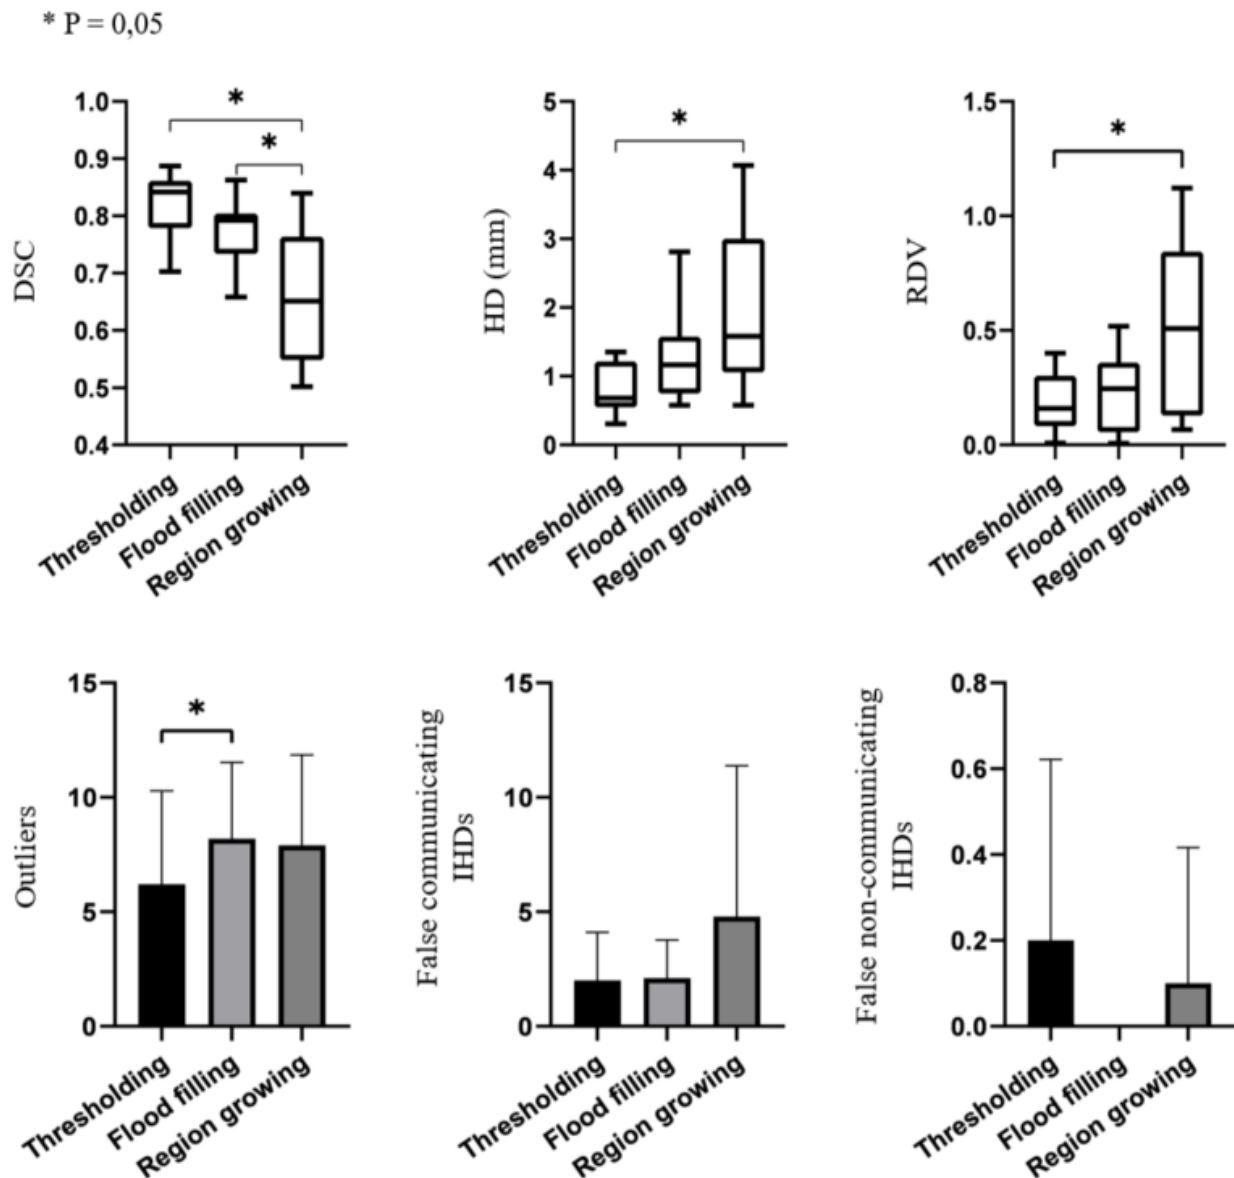 * P = 0,05
DSC
1.0
0.9
0.8
0.7
0.6
0.5
0.4
*
*
Thresholding
Flood filling
Region growing
HD (mm)
5
4
3
2
1
0
*
Thresholding
Flood filling
Region growing
RDV
1.5
1.0
0.5
0.0
*
Thresholding
Flood filling
Region growing
Outliers
15
10
5
0
*
Thresholding
Flood filling
Region growing
False communicating
IHDs
15
10
5
0
Thresholding
Flood filling
Region growing
False non-communicating
IHDs
0.8
0.6
0.4
0.2
0.0
Thresholding
Flood filling
Region growing